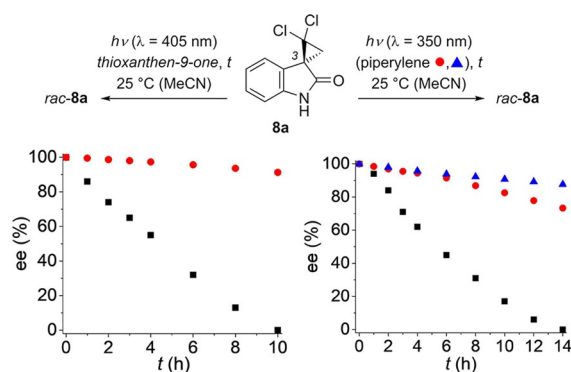 hν (λ = 405 nm)
thioxanthen-9-one, t
25 °C (MeCN)
rac-8a
Cl
Cl
3
O
N
H
8a
hν (λ = 350 nm)
(piperylene ●,▲), t
25 °C (MeCN)
rac-8a
ee (%)
100
80
60
40
20
0
0 2 4 6 8 10
t (h)
ee (%)
100
80
60
40
20
0
0 2 4 6 8 10 12 14
t (h)